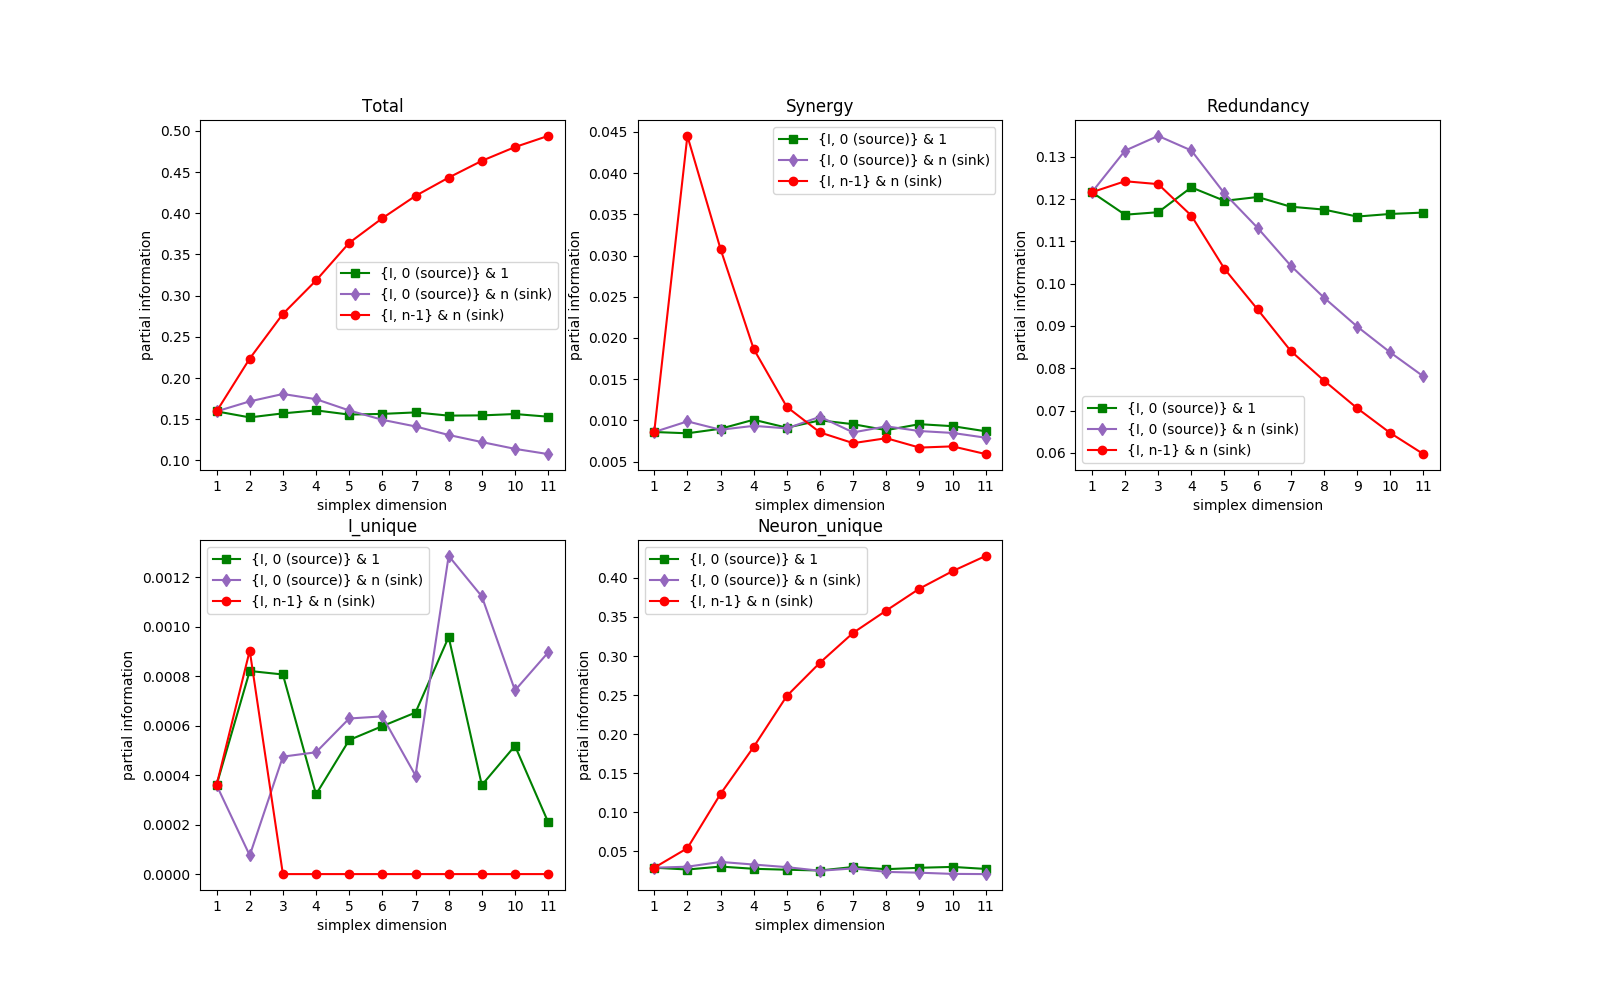 Total
partial information
0.50
0.45
0.40
0.35
0.30
0.25
0.20
0.15
0.10
{I, 0 (source)} & 1
{I, 0 (source)} & n (sink)
{I, n-1} & n (sink)
1 2 3 4 5 6 7 8 9 10 11
simplex dimension
Synergy
partial information
0.045
0.040
0.035
0.030
0.025
0.020
0.015
0.010
0.005
{I, 0 (source)} & 1
{I, 0 (source)} & n (sink)
{I, n-1} & n (sink)
1 2 3 4 5 6 7 8 9 10 11
simplex dimension
Redundancy
partial information
0.13
0.12
0.11
0.10
0.09
0.08
0.07
0.06
{I, 0 (source)} & 1
{I, 0 (source)} & n (sink)
{I, n-1} & n (sink)
1 2 3 4 5 6 7 8 9 10 11
simplex dimension
I_unique
partial information
0.0012
0.0010
0.0008
0.0006
0.0004
0.0002
0.0000
{I, 0 (source)} & 1
{I, 0 (source)} & n (sink)
{I, n-1} & n (sink)
1 2 3 4 5 6 7 8 9 10 11
simplex dimension
Neuron_unique
partial information
0.40
0.35
0.30
0.25
0.20
0.15
0.10
0.05
{I, 0 (source)} & 1
{I, 0 (source)} & n (sink)
{I, n-1} & n (sink)
1 2 3 4 5 6 7 8 9 10 11
simplex dimension